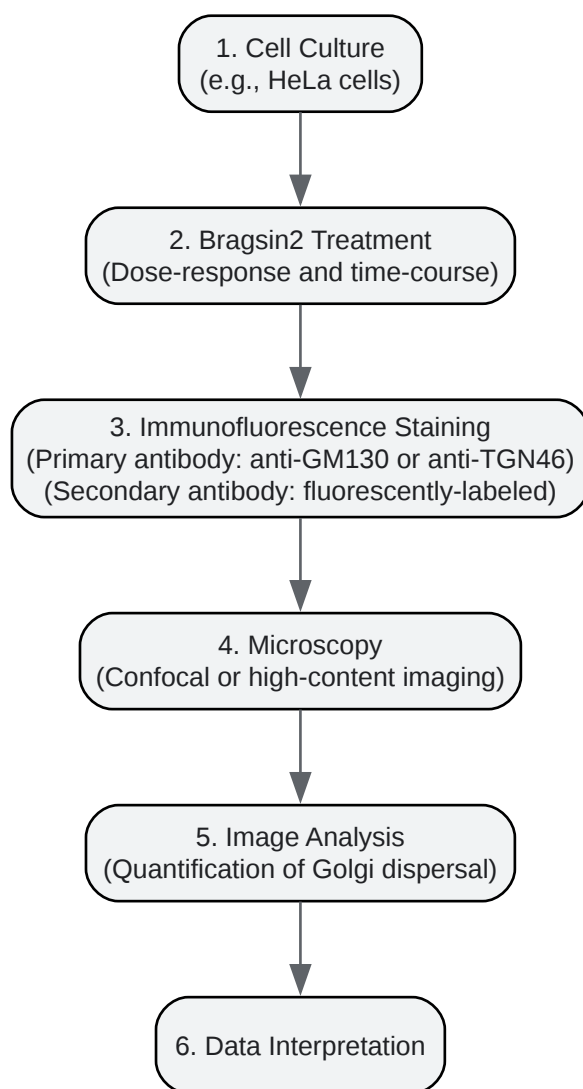 1. Cell Culture
(e.g., HeLa cells)
2. Bragsin2 Treatment
(Dose-response and time-course)
3. Immunofluorescence Staining
(Primary antibody: anti-GM130 or anti-TGN46)
(Secondary antibody: fluorescently-labeled)
4. Microscopy
(Confocal or high-content imaging)
5. Image Analysis
(Quantification of Golgi dispersal)
6. Data Interpretation